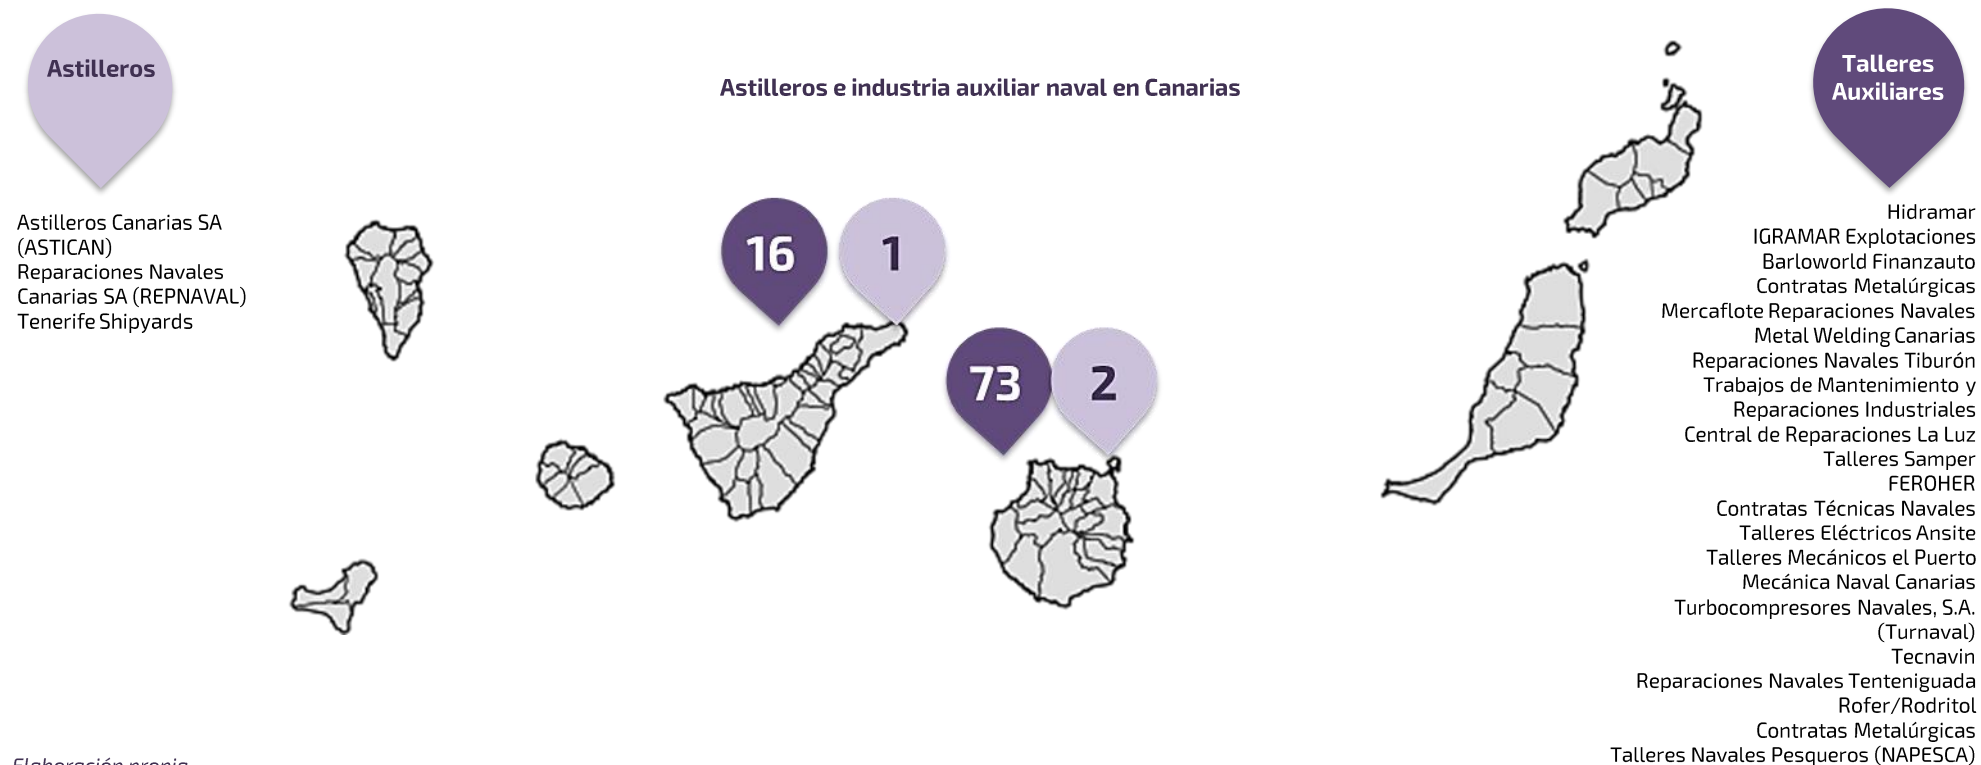 Astilleros
Astilleros Canarias SA
(ASTICAN)
Reparaciones Navales
Canarias SA (REPNAVAL)
Tenerife Shipyards
Astilleros e industria auxiliar naval en Canarias
16
1
73
2
Talleres
Auxiliares
Hidramar
IGRAMAR Explotaciones
Barloworld Finanzauto
Contratas Metalúrgicas
Mercaflote Reparaciones Navales
Metal Welding Canarias
Reparaciones Navales Tiburón
Trabajos de Mantenimiento y
Reparaciones Industriales
Central de Reparaciones La Luz
Talleres Samper
FEROHER
Contratas Técnicas Navales
Talleres Eléctricos Ansite
Talleres Mecánicos el Puerto
Mecánica Naval Canarias
Turbocompresores Navales, S.A.
(Turnaval)
Tecnavin
Reparaciones Navales Tenteniguada
Rofer/Rodritol
Contratas Metalúrgicas
Talleres Navales Pesqueros (NAPESCA)
Elaboración propia